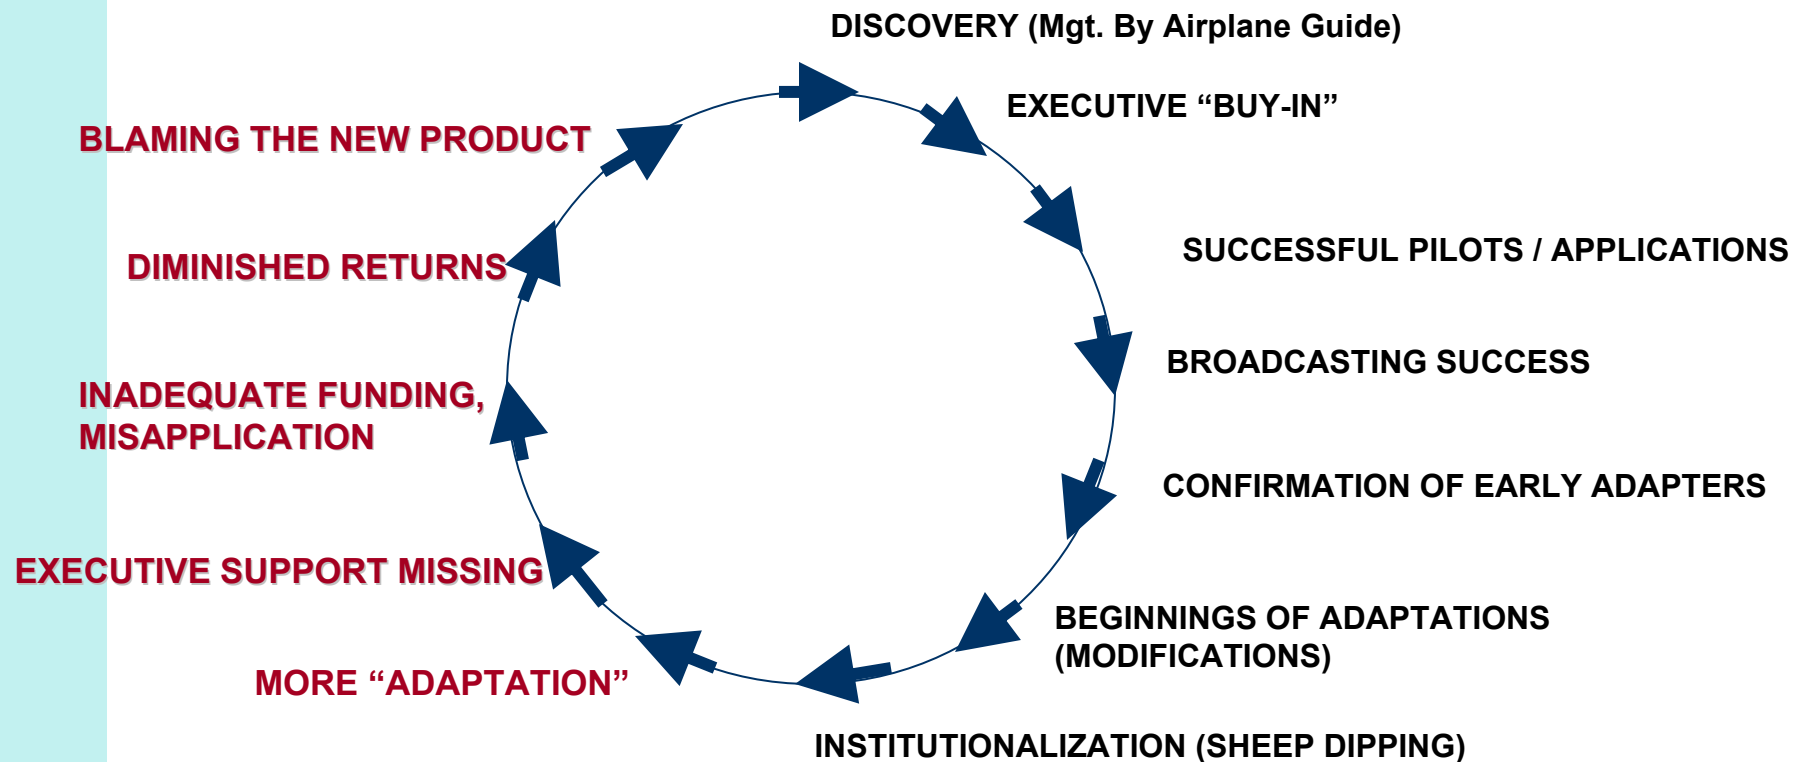 DISCOVERY (Mgt. By Airplane Guide)
EXECUTIVE “BUY-IN”
SUCCESSFUL PILOTS / APPLICATIONS
BROADCASTING SUCCESS
CONFIRMATION OF EARLY ADAPTERS
BEGINNINGS OF ADAPTATIONS
(MODIFICATIONS)
INSTITUTIONALIZATION (SHEEP DIPPING)
MORE “ADAPTATION”
EXECUTIVE SUPPORT MISSING
INADEQUATE FUNDING,
MISAPPLICATION
DIMINISHED RETURNS
BLAMING THE NEW PRODUCT